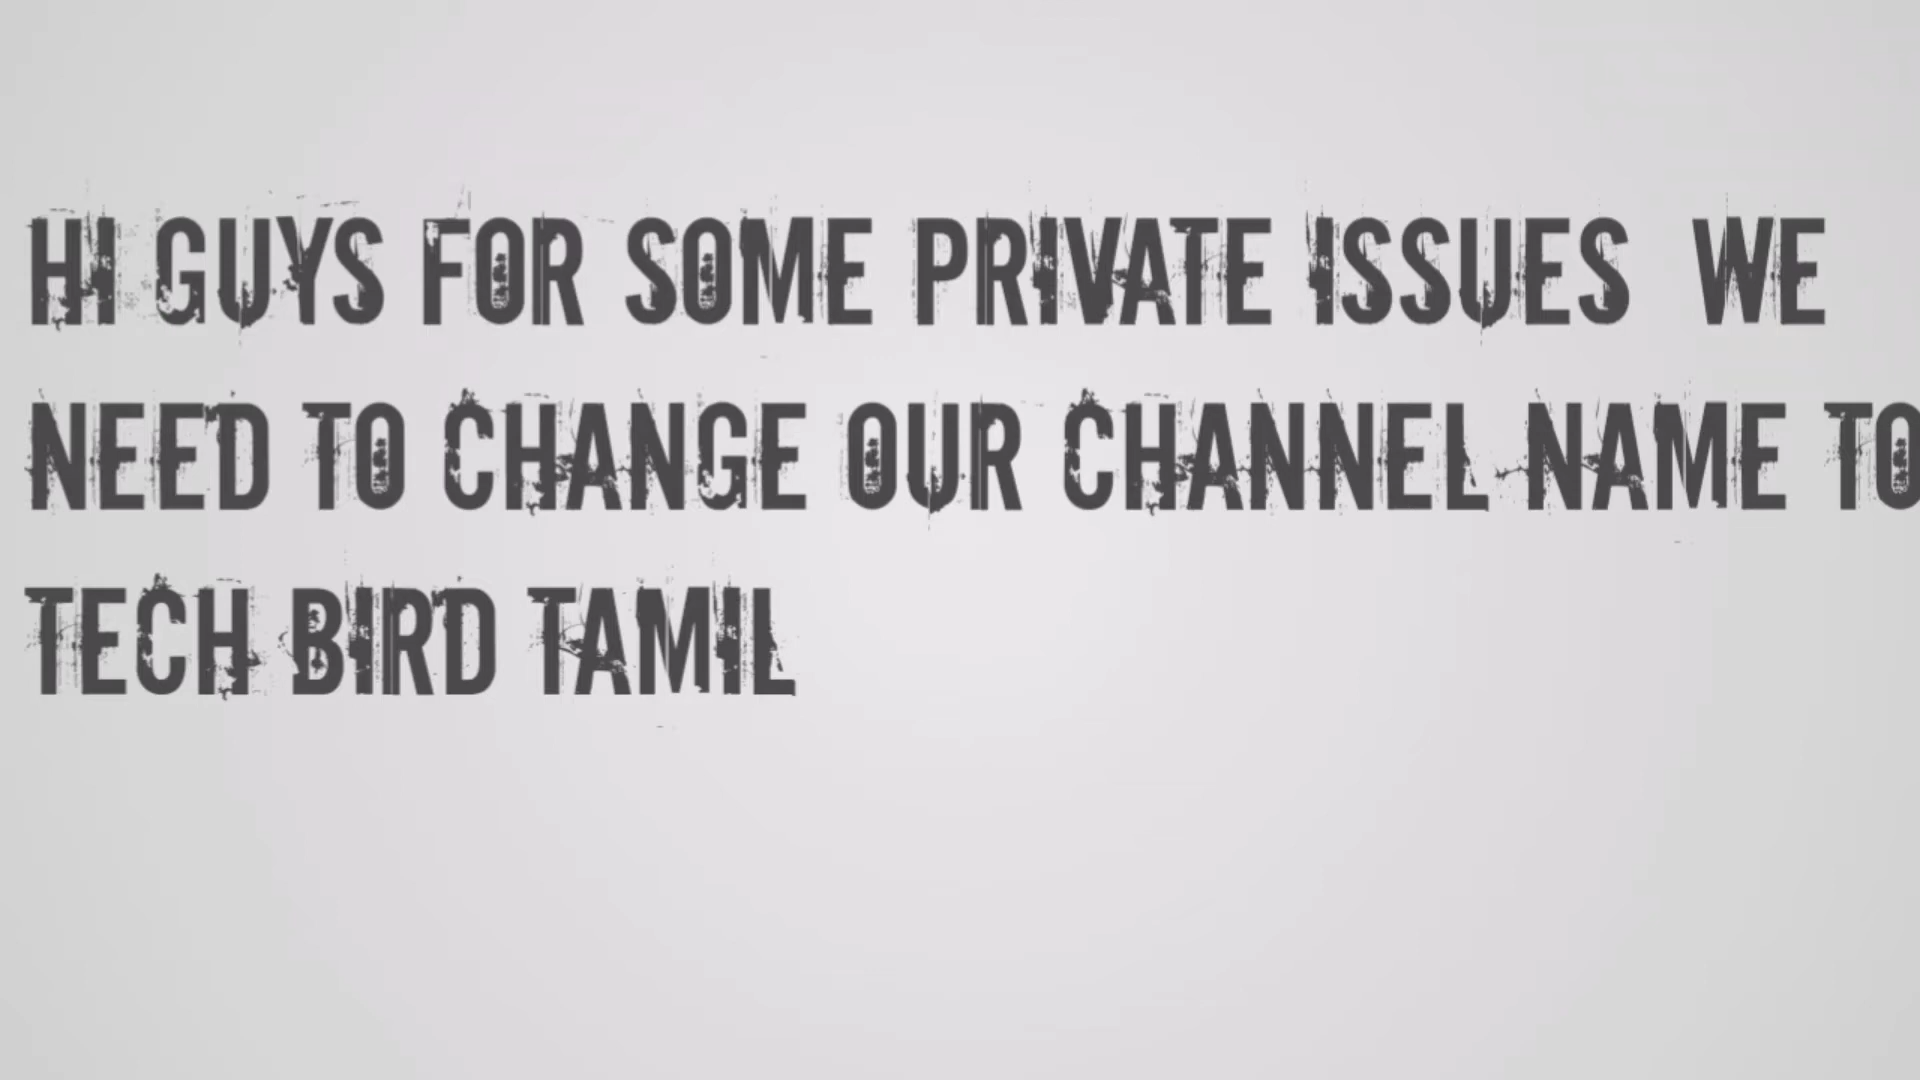 HI GUYS FOR SOME PRIVATE ISSUES WE
NEED TO CHANGE OUR CHANNEL NAME TO
TECH BIRD TAMIL